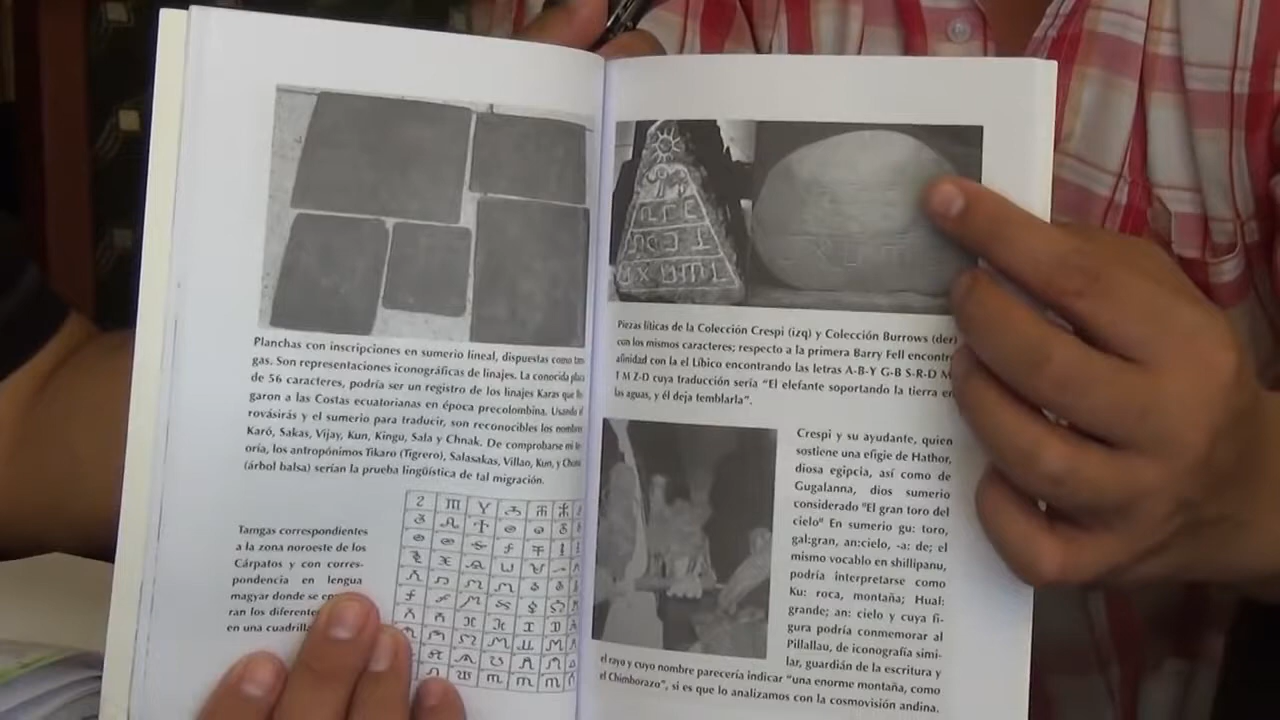 Planchas con inscripciones en sumerio lineal, dispuestas como
gas. Son representaciones iconográficas de linajes. La conocida placa
de 56 caracteres, podría ser un registro de los linajes Karas que
garon a las Costas ecuatorianas en época precolombina. Usando el
rovásirás y el sumerio para traducir, son reconocibles los nombres
Karó, Sakas, Vijay, Kun, Kingu, Sala y Chnak. De comprobarse mi
oría, los antropónimos Tikaro (Tigrero), Salasakas, Villao, Kun, y
(árbol balsa) serían la prueba lingüística de tal migración.
Tamgas correspondientes
a la zona noroeste de los
Cárpatos y con corres-
pondencia en lengua
magyar donde se
ran los diferentes
en una
Piezas líticas de la Colección Crespi (izq) y Colección Burrows (der)
con los mismos caracteres; respecto a la primera Barry Fell
afinidad con la el Líbico encontrando las letras A-B-Y G-B S-R-D M
T M Z-D cuya traducción sería "El elefante soportando la tierra
las aguas, y él deja temblarla".
Crespi y su ayudante, quien
sostiene una efigie de Hathor,
diosa egipcia, así como de
Gugalanna, dios sumerio
considerado "El gran toro del
cielo" En sumerio gu: toro,
gal:gran, an:cielo, -a: de; el
mismo vocablo en shillipanu,
podría interpretarse como
Ku: roca, montaña; Hual:
grande; an: cielo y cuya fi-
gura podría conmemorar al
Pillallau, de iconografía simi-
lar, guardián de la escritura y
el rayo y cuyo nombre parecería indicar "una enorme montaña, como
el Chimborazo", si es que lo analizamos con la cosmovisión andina.